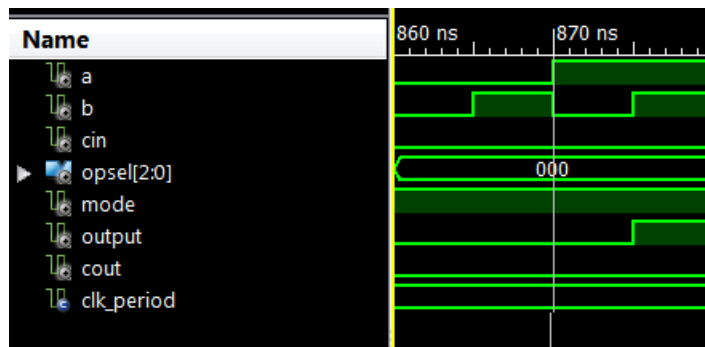 Name
860 ns
870 ns
a
b
cin
opsel[2:0]
000
mode
output
cout
clk_period